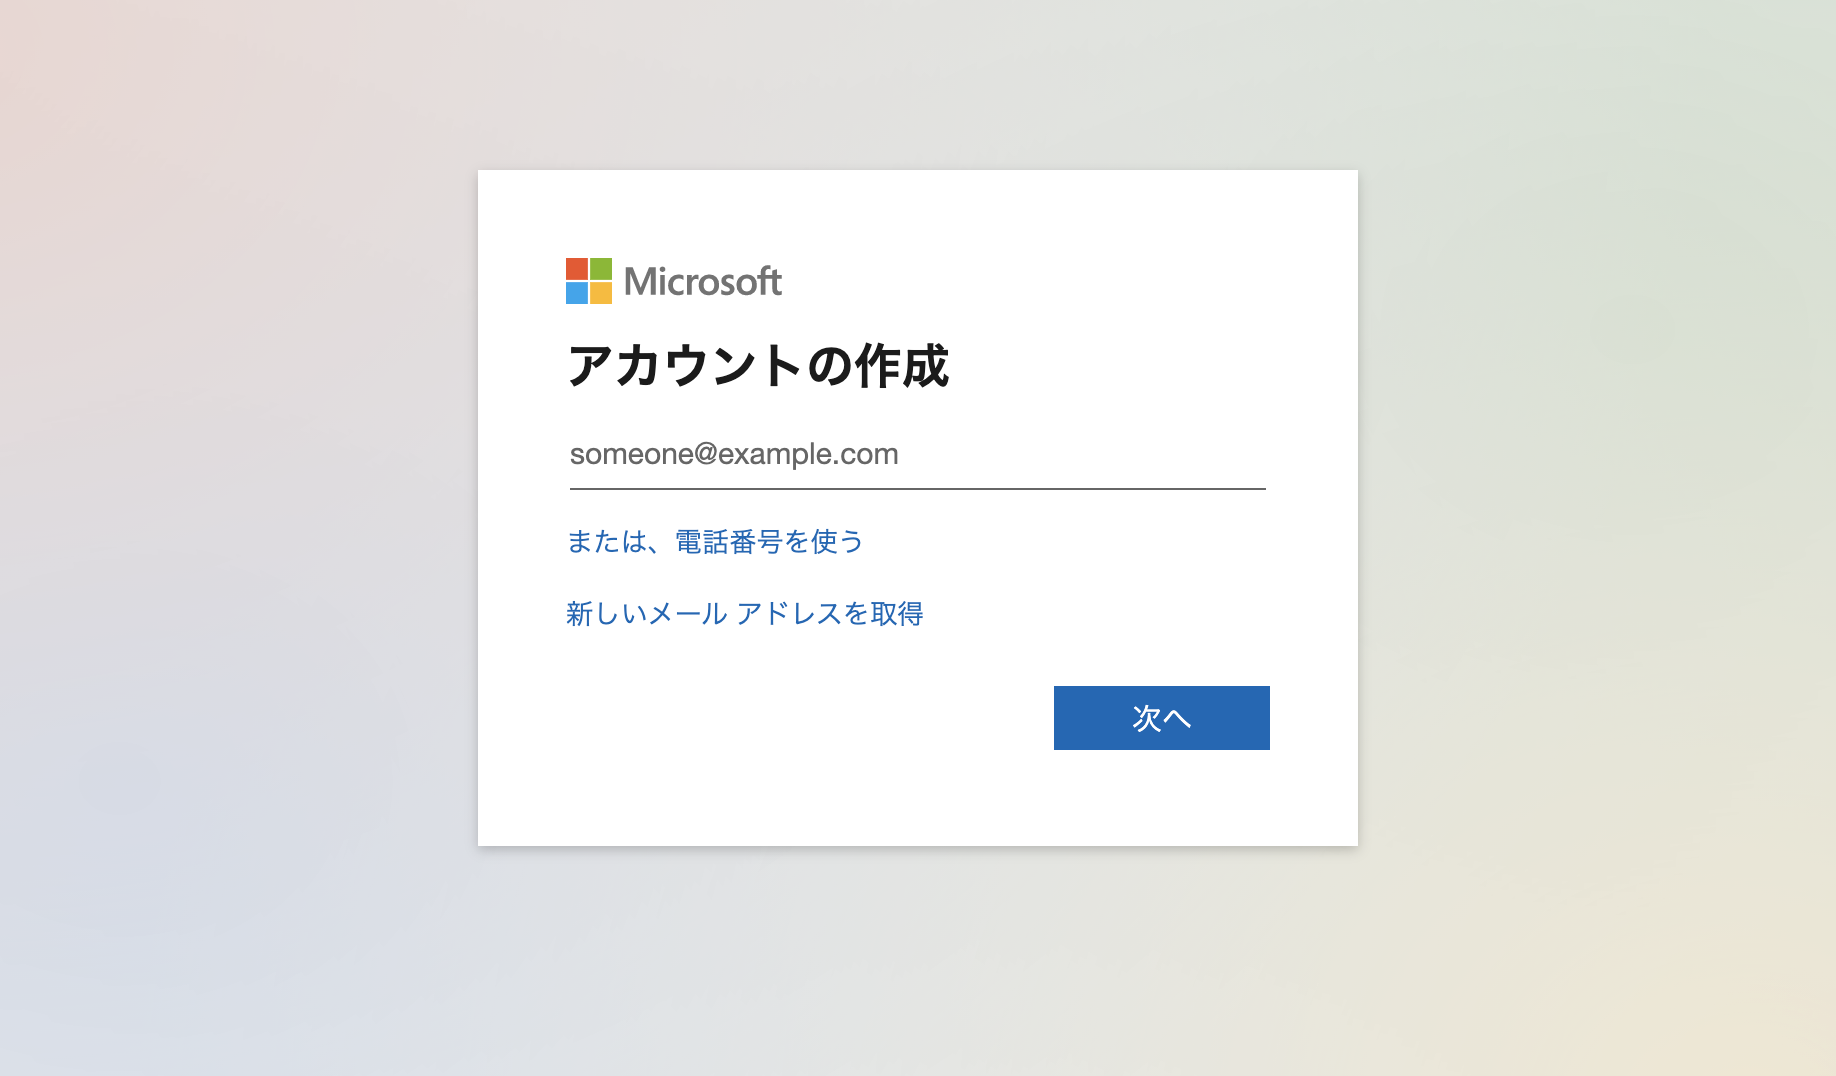 Microsoft
アカウントの作成
someone@example.com
または、電話番号を使う
新しいメール アドレスを取得
次へ